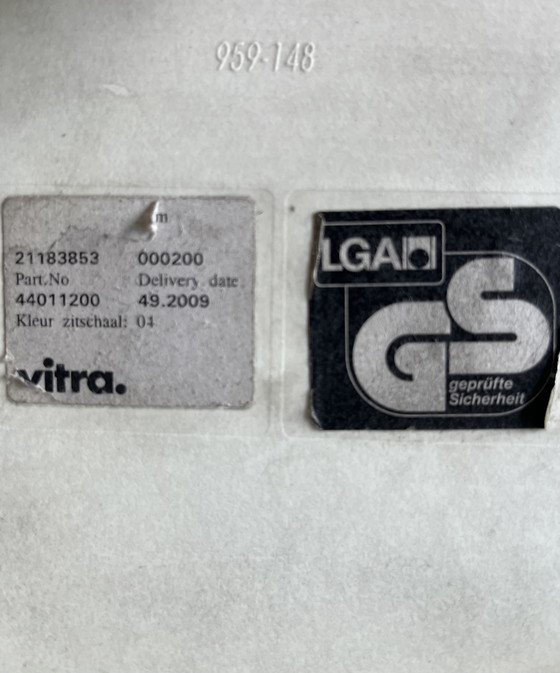 959-148
m
21183853 000200
Part.No Delivery date
44011200 49.2009
Kleur zitschaal: 04
vitra.
LGA
GS
geprüfte
Sicherheit